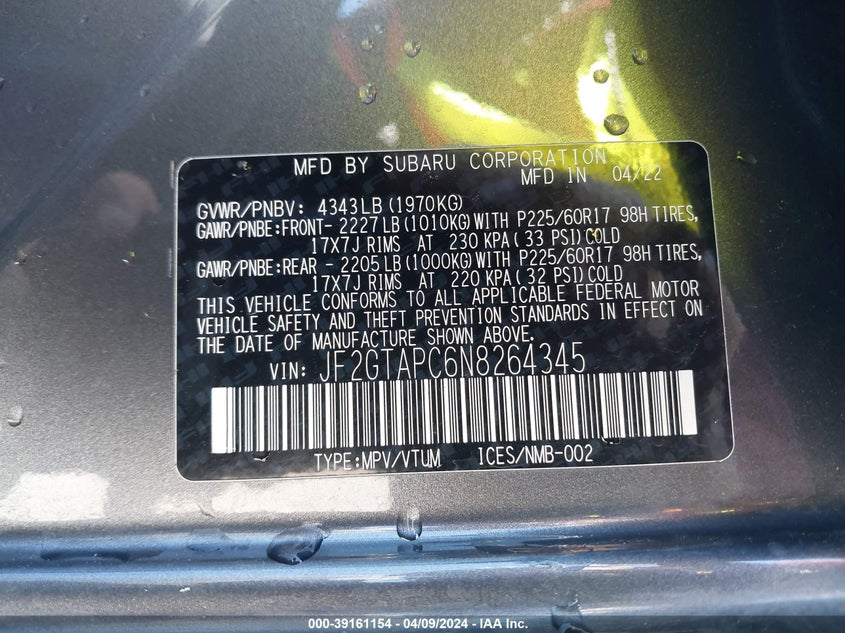 MFD BY SUBARU CORPORATION
MFD IN 04/22
GVWR/PNBV: 4343LB(1970KG)
GAWR/PNBE:FRONT- 2227LB(1010KG)WITH P225/60R17 98H TIRES,
17X7J RIMS AT 230 KPA(33 PSI)COLD
GAWR/PNBE:REAR - 2205LB(1000KG)WITH P225/60R17 98H TIRES,
17X7J RIMS AT 220 KPA(32 PSI)COLD
THIS VEHICLE CONFORMS TO ALL APPLICABLE FEDERAL MOTOR
VEHICLE SAFETY AND THEFT PREVENTION STANDARDS IN EFFECT ON
THE DATE OF MANUFACTURE SHOWN ABOVE.
VIN: JF2GTAPC6N8264345
TYPE:MPV/VTUM ICES/NMB-002
000-39161154 - 04/09/2024 - IAA Inc.